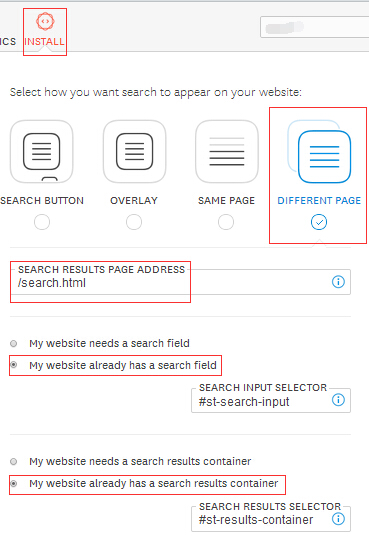 ICS INSTALL
Select how you want search to appear on your website:
SEARCH BUTTON OVERLAY SAME PAGE DIFFERENT PAGE
SEARCH RESULTS PAGE ADDRESS
/search.html
My website needs a search field
My website already has a search field
SEARCH INPUT SELECTOR
#st-search-input
My website needs a search results container
My website already has a search results container
SEARCH RESULTS SELECTOR
#st-results-container